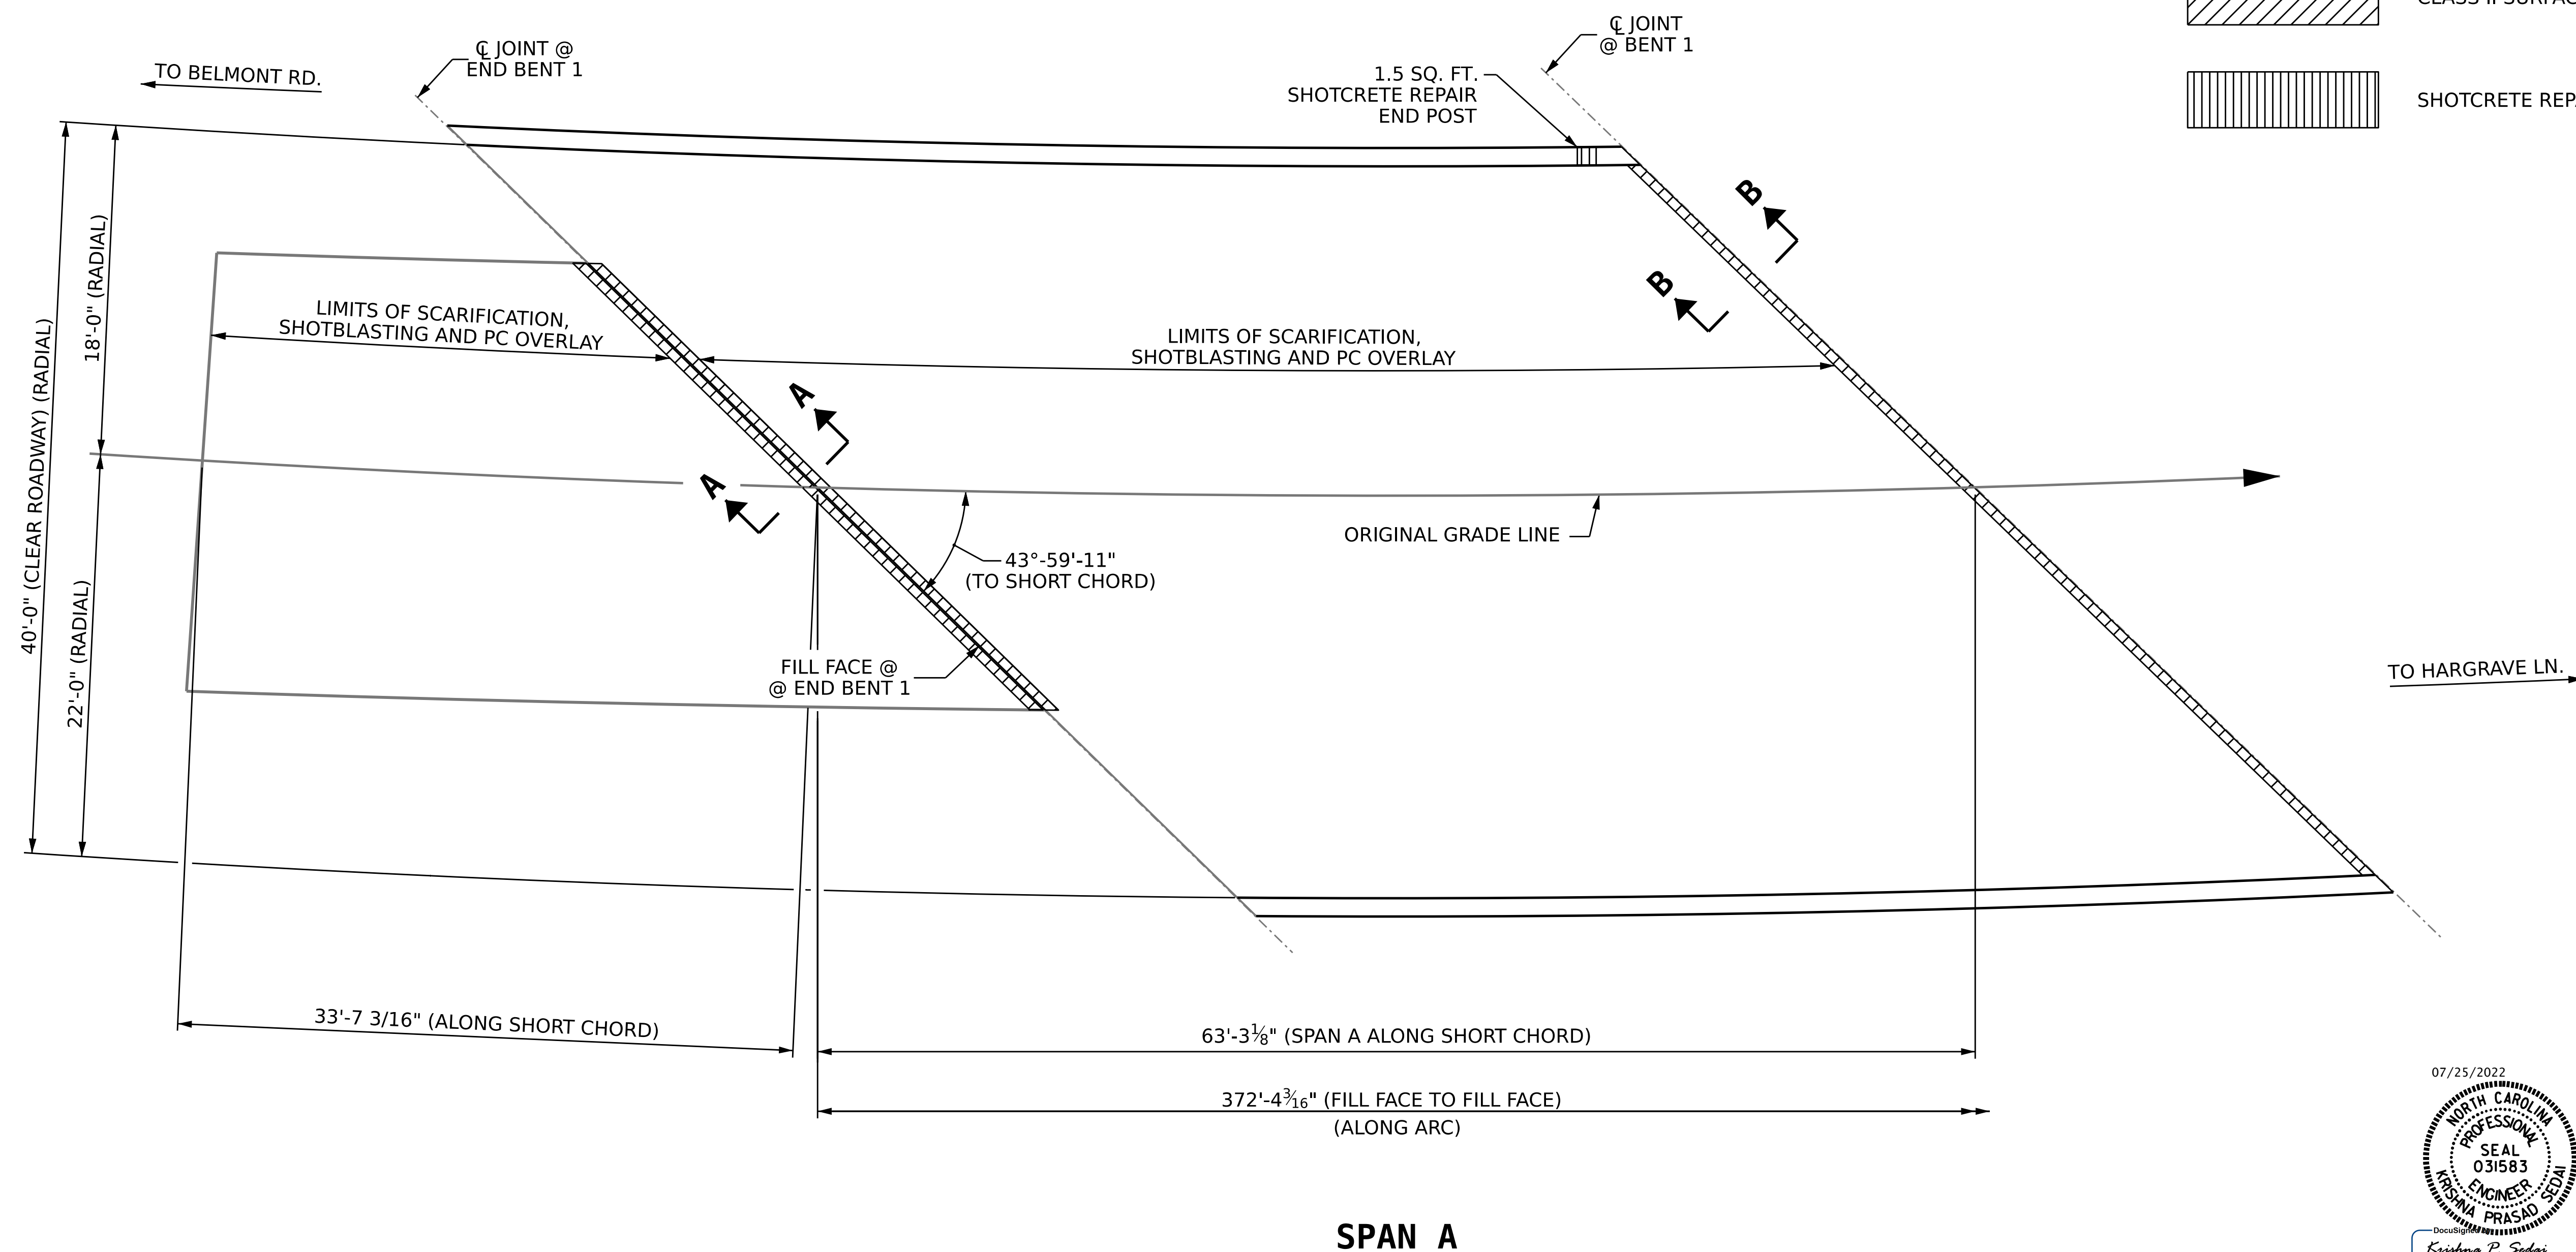 ℄ JOINT @
END BENT 1
TO BELMONT RD.
℄ JOINT
@ BENT 1
1.5 SQ. FT.
SHOTCRETE REPAIR
END POST
40'-0" (CLEAR ROADWAY) (RADIAL)
18'-0" (RADIAL)
22'-0" (RADIAL)
LIMITS OF SCARIFICATION,
SHOTBLASTING AND PC OVERLAY
LIMITS OF SCARIFICATION,
SHOTBLASTING AND PC OVERLAY
B
B
A
A
ORIGINAL GRADE LINE
43°-59'-11"
(TO SHORT CHORD)
FILL FACE @
@ END BENT 1
TO HARGRAVE LN.
33'-7 3/16" (ALONG SHORT CHORD)
63'-3⅛" (SPAN A ALONG SHORT CHORD)
372'-4³⁄₁₆" (FILL FACE TO FILL FACE)
(ALONG ARC)
SPAN A
SHOTCRETE
07/25/2022
NORTH CAROLINA
PROFESSIONAL
SEAL
031583
ENGINEER
KRISHNA PRASAD SEDAI
DocuSigned
Krishna P. Sedai